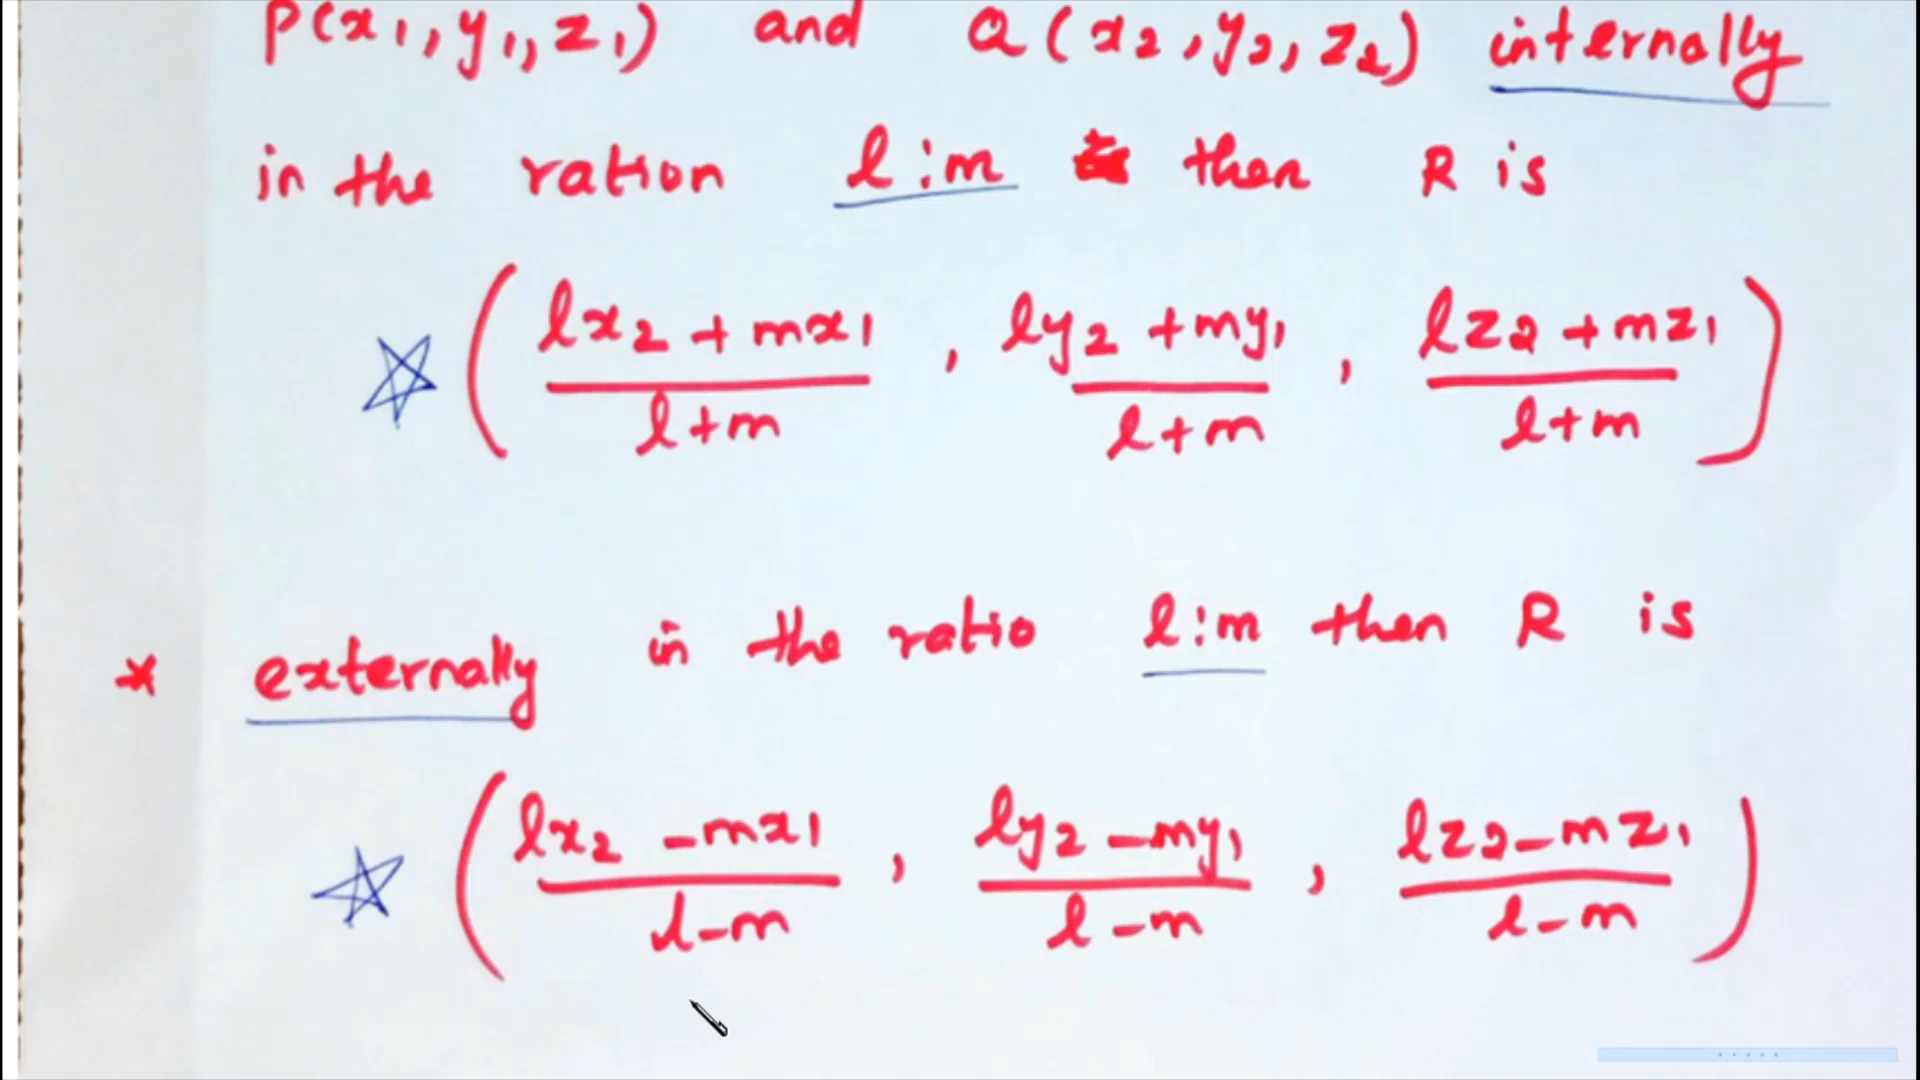 P(x₁, y₁, z₁) and Q(x₂, y₂, z₂) internally
in the ration l:m then R is
(lx₂ + mx₁ / l+m , ly₂ + my₁ / l+m , lz₂ + mz₁ / l+m)
* externally in the ratio l:m then R is
(lx₂ - mx₁ / l-m , ly₂ - my₁ / l-m , lz₂ - mz₁ / l-m)